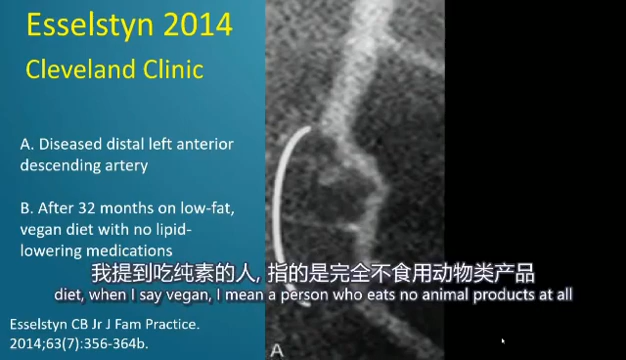 Esselstyn 2014
Cleveland Clinic
A. Diseased distal left anterior
descending artery
B. After 32 months on low-fat,
vegan diet with no lipid-
lowering medications
我提到吃纯素的人, 指的是完全不食用动物类产品
diet, when I say vegan, I mean a person who eats no animal products at all
Esselstyn CB Jr J Fam Practice.
2014;63(7):356-364b.
A